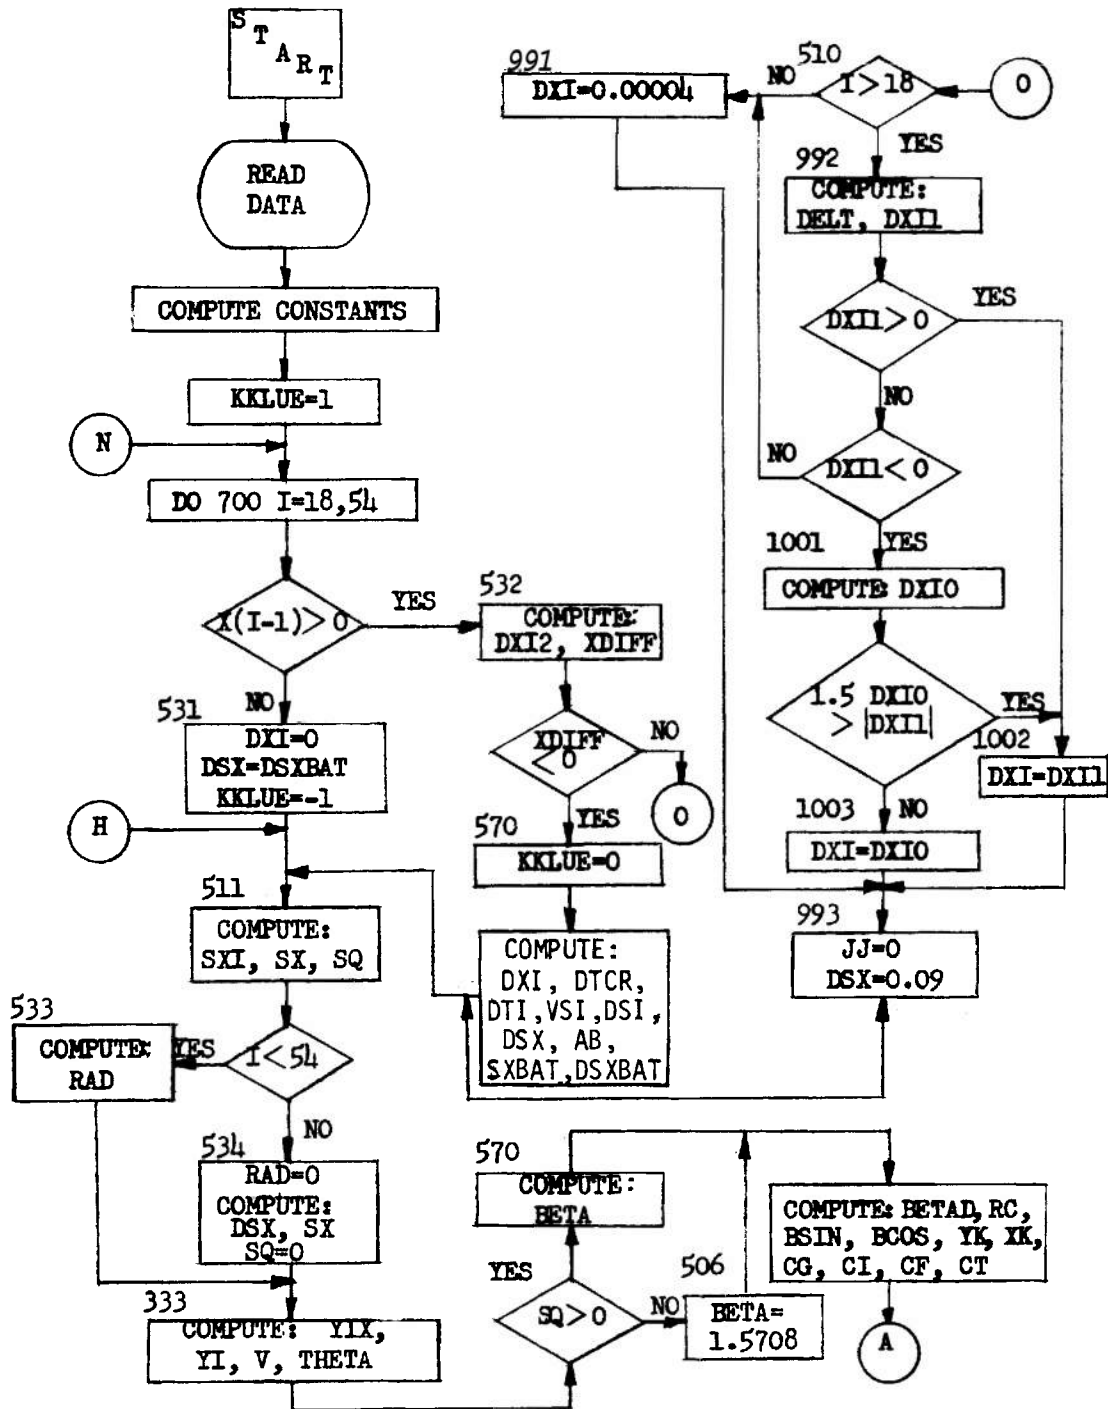 START
READ
DATA
COMPUTE CONSTANTS
KKLUE=1
N
DO 700 I=18,54
X(I-1)>0
YES
NO
531
DXI=0
DSX=DSXBAT
KKLUE=-1
H
511
COMPUTE:
SXI, SX, SQ
533
COMPUTE:
RAD
YES
I<54
NO
534
RAD=0
COMPUTE:
DSX, SX
SQ=0
333
COMPUTE: YIX,
YI, V, THETA
532
COMPUTE:
DXI2, XDIFF
XDIFF
<0
NO
O
YES
570
KKLUE=0
COMPUTE:
DXI, DTCR,
DTI,VSI,DSI,
DSX, AB,
SXBAT,DSXBAT
991
DXI=0.00004
NO
510
I>18
O
YES
992
COMPUTE:
DELT, DXI1
DXI1>0
YES
NO
DXI1<0
NO
YES
1001
COMPUTE: DXIO
1.5 DXIO
> |DXI1|
YES
1002
DXI=DXI1
1003
NO
DXI=DXIO
993
JJ=0
DSX=0.09
570
COMPUTE:
BETA
YES
SQ>0
NO
506
BETA=
1.5708
COMPUTE: BETAD, RC,
BSIN, BCOS, YK, XK,
CG, CI, CF, CT
A